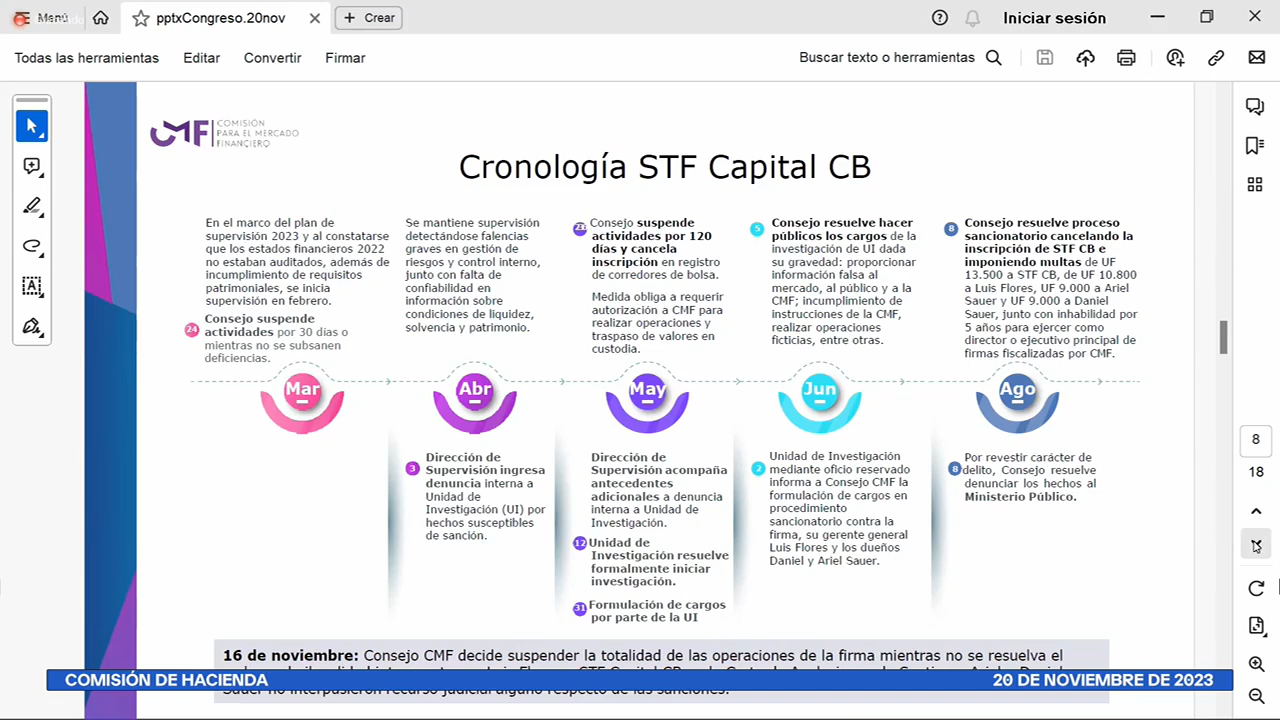 Menú
pptxCongreso.20nov
Crear
Iniciar sesión
Todas las herramientas
Editar
Convertir
Firmar
Buscar texto o herramientas
CMF
COMISIÓN
PARA EL MERCADO
FINANCIERO
Cronología STF Capital CB
En el marco del plan de
supervisión 2023 y al constatarse
que los estados financieros 2022
no estaban auditados, además de
incumplimiento de requisitos
patrimoniales, se inicia
supervisión en febrero.
24 Consejo suspende
actividades por 30 días o
mientras no se subsanen
deficiencias.
Se mantiene supervisión
detectándose falencias
graves en gestión de
riesgos y control interno,
junto con falta de
confiabilidad en
información sobre
condiciones de liquidez,
solvencia y patrimonio.
23 Consejo suspende
actividades por 120
días y cancela
inscripción en registro
de corredores de bolsa.
Medida obliga a requerir
autorización a CMF para
realizar operaciones y
traspaso de valores en
custodia.
5 Consejo resuelve hacer
públicos los cargos de la
investigación de UI dada
su gravedad: proporcionar
información falsa al
mercado, al público y a la
CMF; incumplimiento de
instrucciones de la CMF,
realizar operaciones
ficticias, entre otras.
8 Consejo resuelve proceso
sancionatorio cancelando la
inscripción de STF CB e
imponiendo multas de UF
13.500 a STF CB, de UF 10.800
a Luis Flores, UF 9.000 a Ariel
Sauer y UF 9.000 a Daniel
Sauer, junto con inhabilidad por
5 años para ejercer como
director o ejecutivo principal de
firmas fiscalizadas por CMF.
Mar
Abr
May
Jun
Ago
3 Dirección de
Supervisión ingresa
denuncia interna a
Unidad de
Investigación (UI) por
hechos susceptibles
de sanción.
Dirección de
Supervisión acompaña
antecedentes
adicionales a denuncia
interna a Unidad de
Investigación.
12 Unidad de
Investigación resuelve
formalmente iniciar
investigación.
31 Formulación de cargos
por parte de la UI
2 Unidad de Investigación
mediante oficio reservado
informa a Consejo CMF la
formulación de cargos en
procedimiento
sancionatorio contra la
firma, su gerente general
Luis Flores y los dueños
Daniel y Ariel Sauer.
8 Por revestir carácter de
delito, Consejo resuelve
denunciar los hechos al
Ministerio Público.
16 de noviembre: Consejo CMF decide suspender la totalidad de las operaciones de la firma mientras no se resuelva el
Sauer no interpusieron recurso judicial alguno respecto de las sanciones.
COMISIÓN DE HACIENDA
20 DE NOVIEMBRE DE 2023
8
18